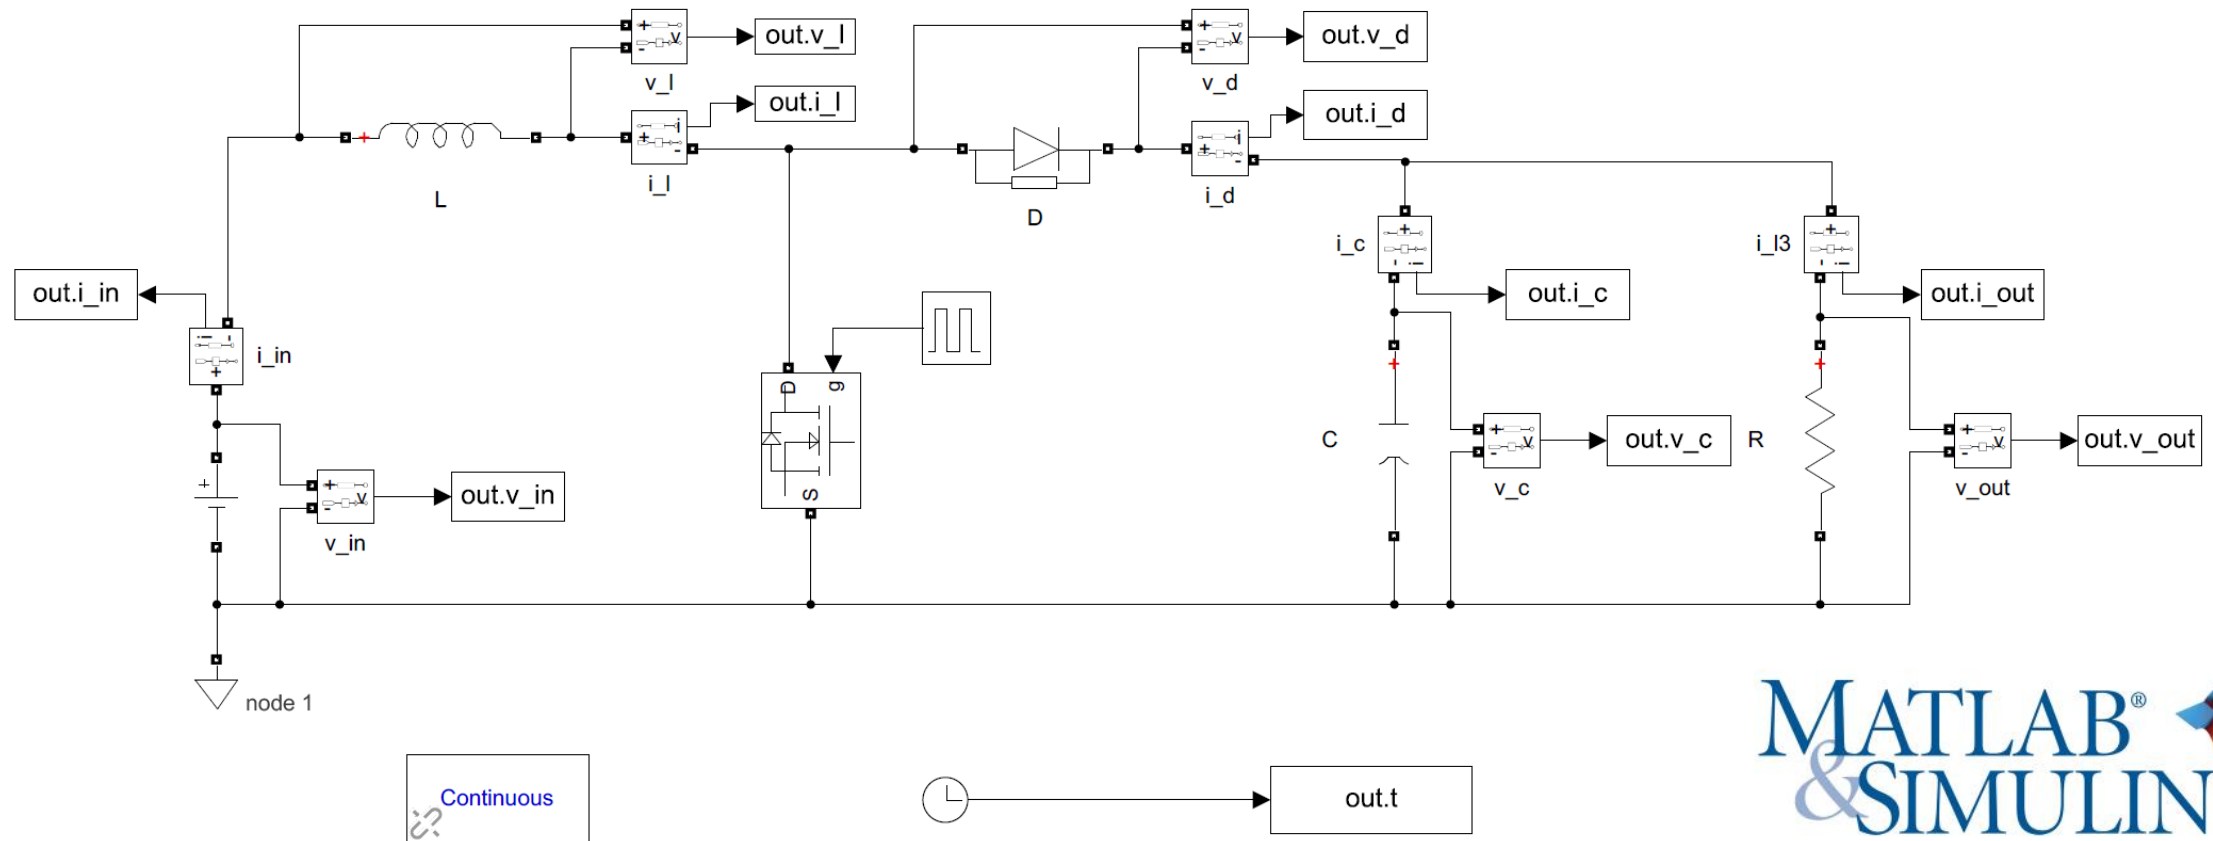 out.v_l
v_l
out.i_l
i_l
L
out.v_d
v_d
out.i_d
i_d
D
out.i_in
i_in
i_c
out.i_c
i_l3
out.i_out
D
g
S
C
out.v_c
v_c
R
out.v_out
v_out
out.v_in
v_in
node 1
Continuous
out.t
MATLAB®
&SIMULIN